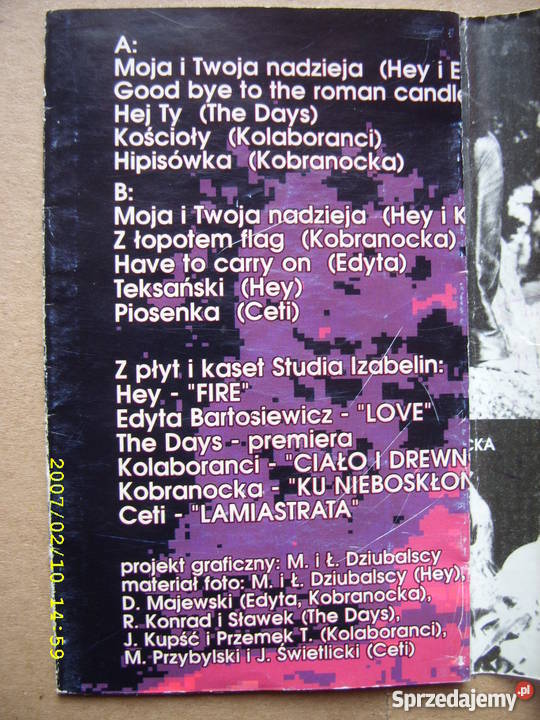 A:
Moja i Twoja nadzieja (Hey i E
Good bye to the roman candle
Hej Ty (The Days)
Kościoły (Kolaboranci)
Hipisówka (Kobranocka)
B:
Moja i Twoja nadzieja (Hey i K
Z łopotem flag (Kobranocka)
Have to carry on (Edyta)
Teksański (Hey)
Piosenka (Ceti)
Z płyt i kaset Studia Izabelin:
Hey - "FIRE"
Edyta Bartosiewicz - "LOVE"
The Days - premiera
Kolaboranci - "CIAŁO I DREWN
Kobranocka - "KU NIEBOSKŁON
Ceti - "LAMIASTRATA"
projekt graficzny: M. i Ł. Dziubalscy
materiał foto: M. i Ł. Dziubalscy (Hey),
D. Majewski (Edyta, Kobranocka),
R. Konrad i Sławek (The Days),
J. Kupść i Przemek T. (Kolaboranci),
M. Przybylski i J. Świetlicki (Ceti)
CKA
2007/02/10 14:59
Sprzedajemy.pl